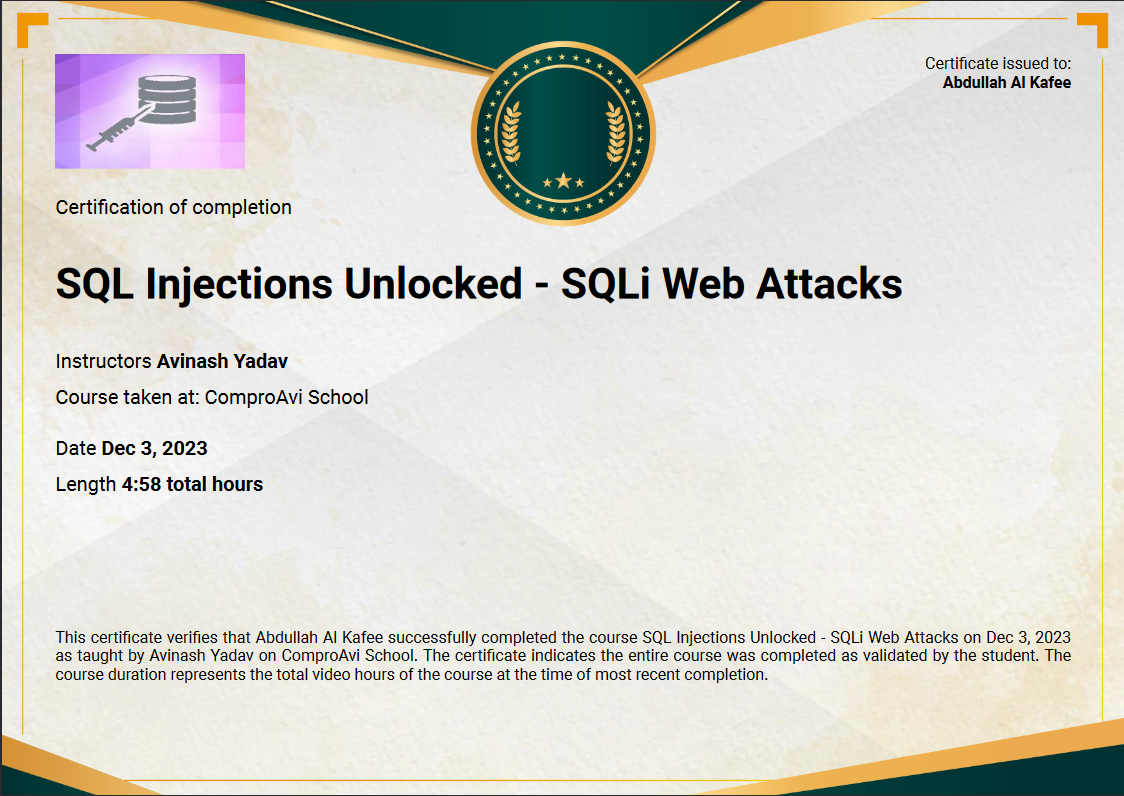 Certificate issued to:
Abdullah Al Kafee
Certification of completion
SQL Injections Unlocked - SQLi Web Attacks
Instructors Avinash Yadav
Course taken at: ComproAvi School
Date Dec 3, 2023
Length 4:58 total hours
This certificate verifies that Abdullah Al Kafee successfully completed the course SQL Injections Unlocked - SQLi Web Attacks on Dec 3, 2023
as taught by Avinash Yadav on ComproAvi School. The certificate indicates the entire course was completed as validated by the student. The
course duration represents the total video hours of the course at the time of most recent completion.